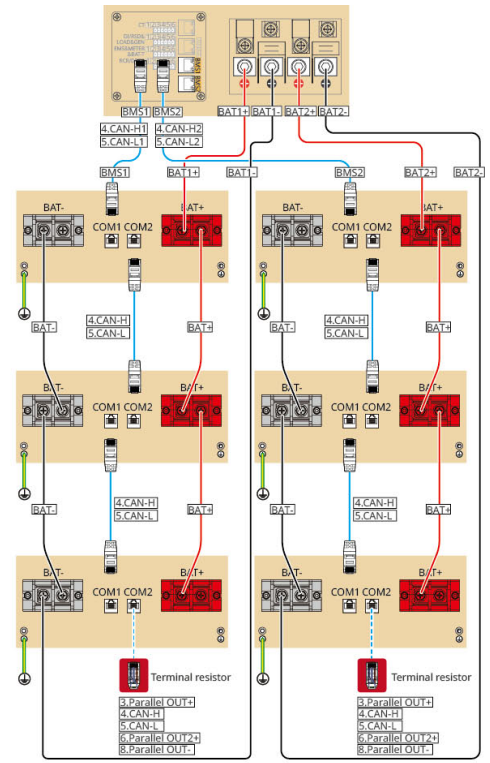 BMS1 BMS2
BAT1+ BAT1- BAT2+ BAT2-
4.CAN-H1
5.CAN-L1
4.CAN-H2
5.CAN-L2
BMS1 BAT1+ BAT1- BMS2 BAT2+ BAT2-
BAT- BAT+ BAT- BAT+
COM1 COM2 COM1 COM2
4.CAN-H
5.CAN-L
4.CAN-H
5.CAN-L
BAT- BAT+ BAT- BAT+
BAT- BAT+ BAT- BAT+
COM1 COM2 COM1 COM2
4.CAN-H
5.CAN-L
4.CAN-H
5.CAN-L
BAT- BAT+ BAT- BAT+
BAT- BAT+ BAT- BAT+
COM1 COM2 COM1 COM2
Terminal resistor Terminal resistor
3.Parallel OUT+
4.CAN-H
5.CAN-L
6.Parallel OUT2+
8.Parallel OUT-
3.Parallel OUT+
4.CAN-H
5.CAN-L
6.Parallel OUT2+
8.Parallel OUT-